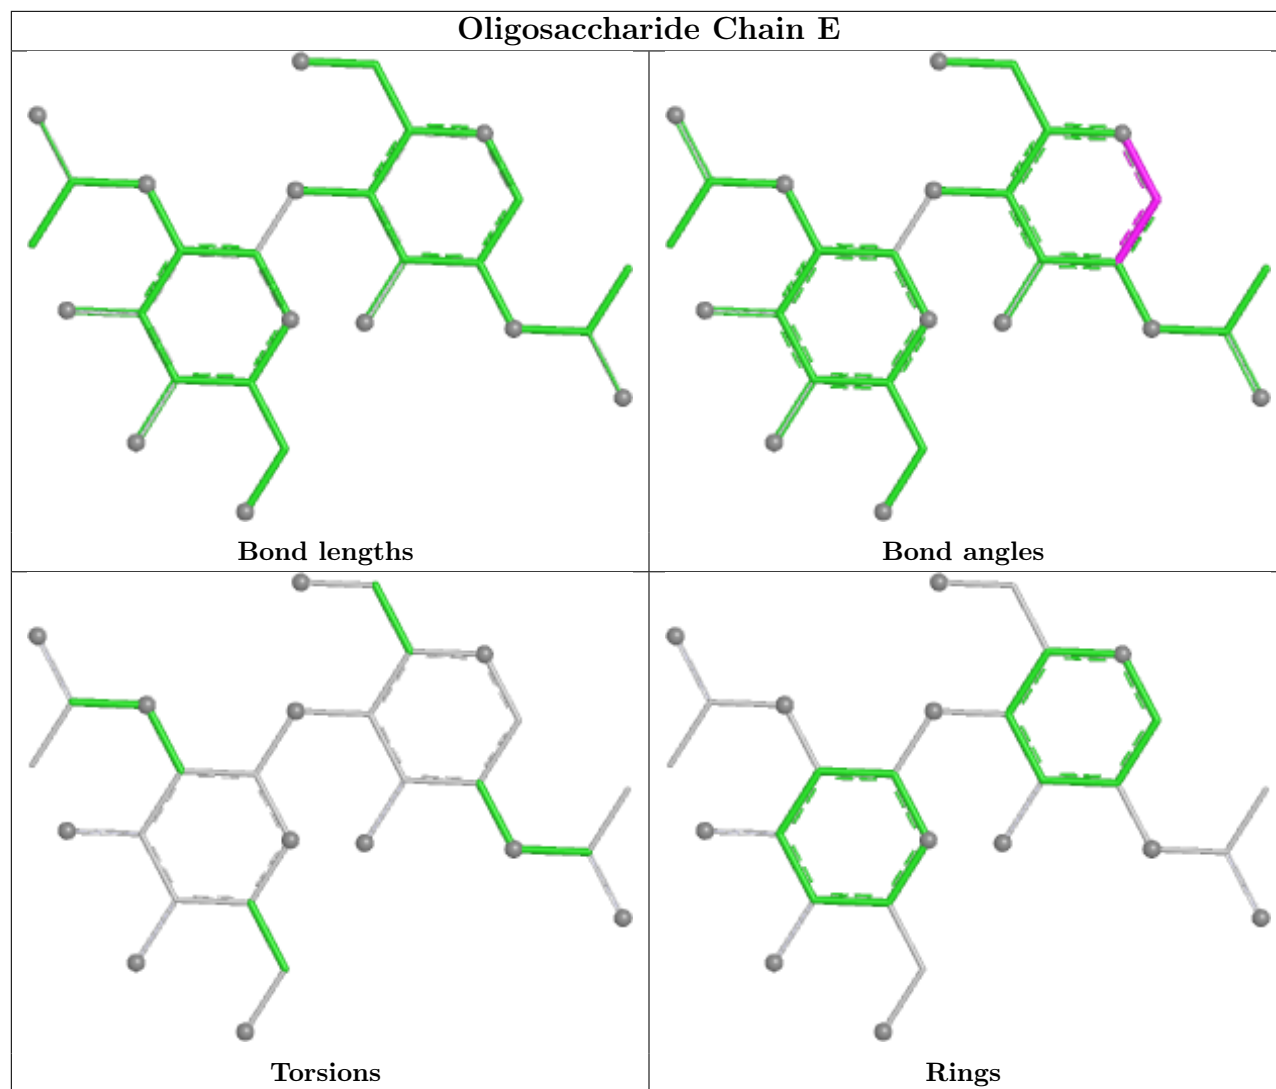 Oligosaccharide Chain E
Bond lengths
Bond angles
Torsions
Rings